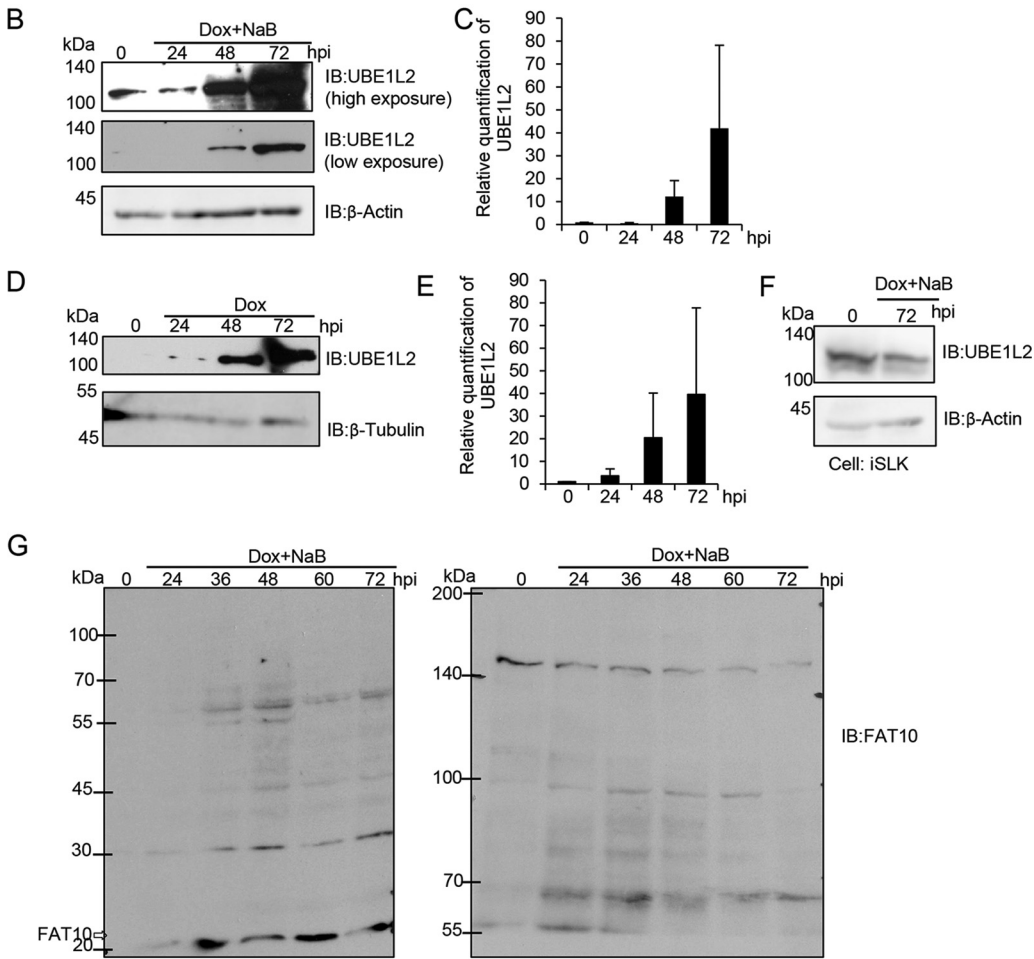 B
Dox+NaB
kDa 0 24 48 72 hpi
140
100
IB:UBE1L2
(high exposure)
140
100
IB:UBE1L2
(low exposure)
45
IB:β-Actin
C
Relative quantification of
UBE1L2
90
80
70
60
50
40
30
20
10
0
0 24 48 72 hpi
D
Dox
kDa 0 24 48 72 hpi
140
100
IB:UBE1L2
55
45
IB:β-Tubulin
E
Relative quantification of
UBE1L2
90
80
70
60
50
40
30
20
10
0
0 24 48 72 hpi
F
Dox+NaB
kDa 0 72 hpi
140
100
IB:UBE1L2
45
IB:β-Actin
Cell: iSLK
G
Dox+NaB
kDa 0 24 36 48 60 72 hpi
100
70
55
45
30
FAT10
20
Dox+NaB
kDa 0 24 36 48 60 72 hpi
200
140
100
70
55
IB:FAT10